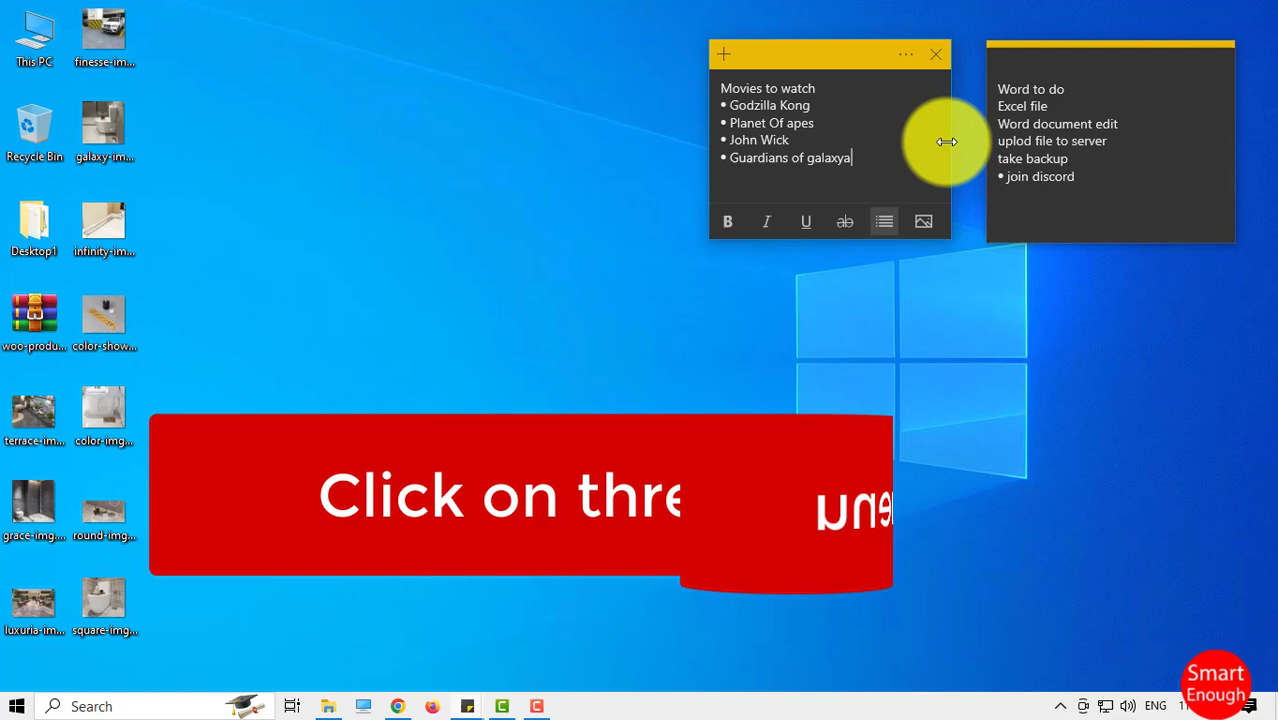 This PC
finesse-im...
Recycle Bin
galaxy-im...
Desktop1
infinity-im...
woo-produ...
color-show...
terrace-im...
color-img...
grace-img....
round-img...
luxuria-im...
square-img...
Movies to watch
• Godzilla Kong
• Planet Of apes
• John Wick
• Guardians of galaxya
B I U ab
Word to do
Excel file
Word document edit
uplod file to server
take backup
• join discord
Click on thre
enu
Search
ENG
Smart
Enough